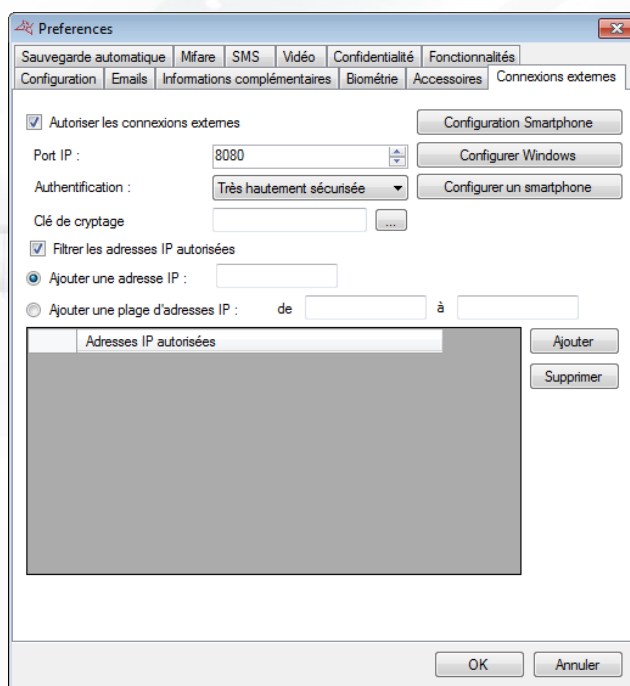 Preferences
Sauvegarde automatique Mifare SMS Vidéo Confidentialité Fonctionnalités
Configuration Emails Informations complémentaires Biométrie Accessoires Connexions externes
Autoriser les connexions externes Configuration Smartphone
Port IP : 8080 Configurer Windows
Authentification : Très hautement sécurisée Configurer un smartphone
Clé de cryptage ...
Filtrer les adresses IP autorisées
Ajouter une adresse IP :
Ajouter une plage d'adresses IP : de à
Adresses IP autorisées Ajouter
Supprimer
OK Annuler